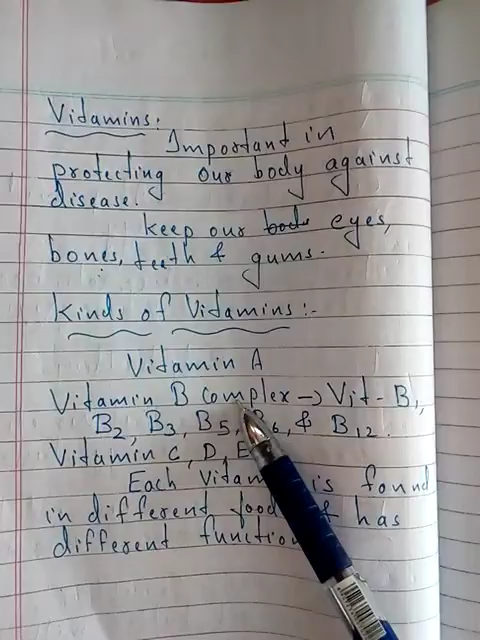 Vitamins:
Important in
protecting our body against
disease.
keep our eyes,
bones, teeth & gums.
Kinds of Vitamins:-
Vitamin A
Vitamin B Complex → Vit-B1,
B2, B3, B5, B6, & B12.
Vitamin C, D, E
Each is found
in different & has
different